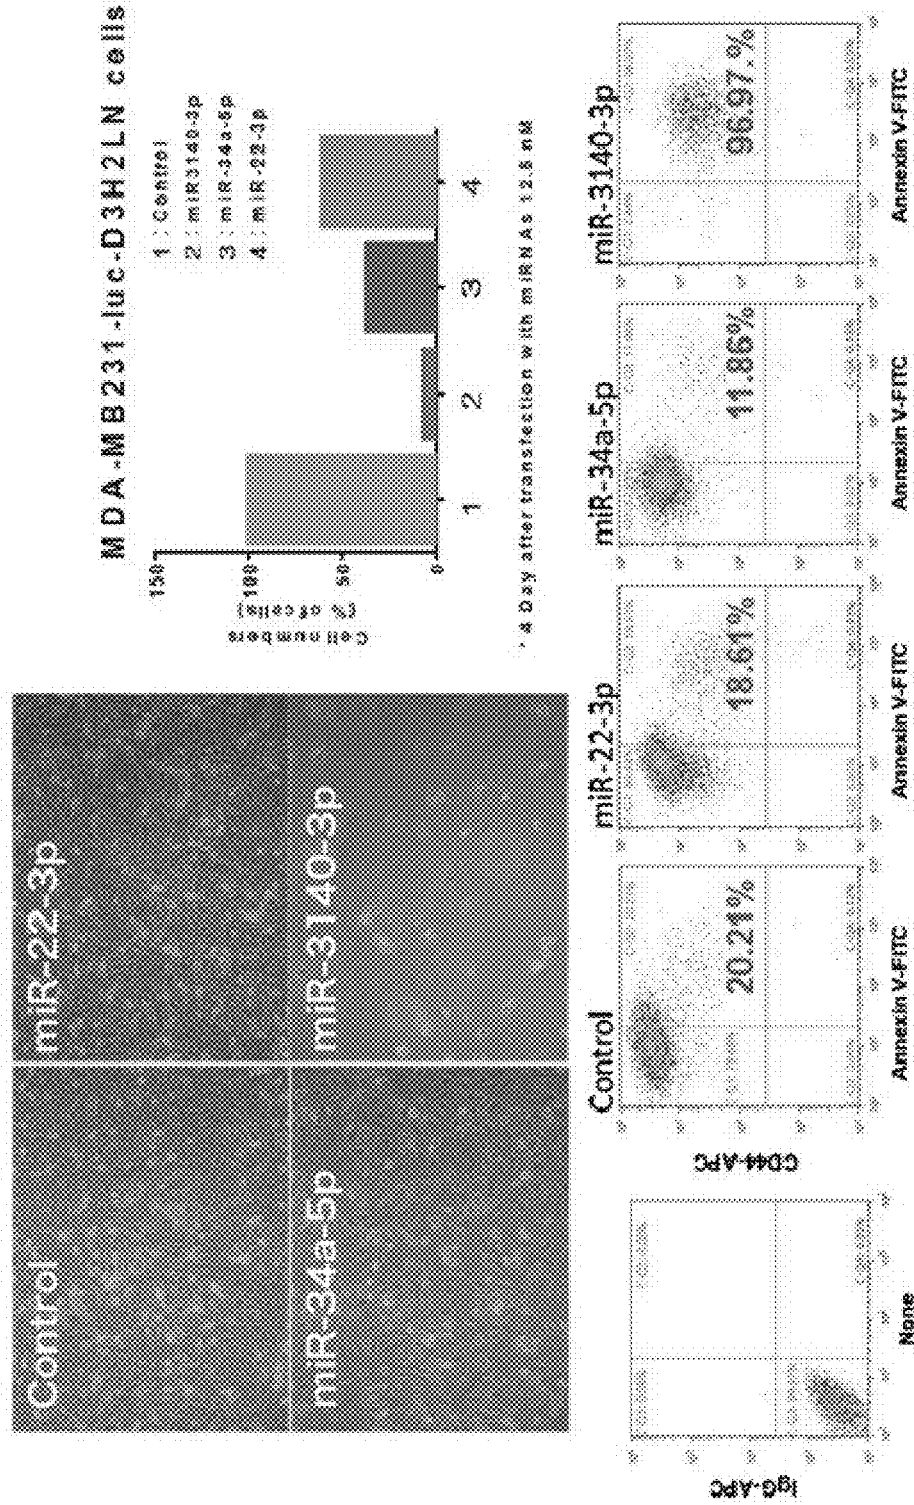 Control
miR-22-3p
miR-34a-5p
miR-3140-3p
MDA-MB231-luc-D3H2LN cells
1 : Control
2 : miR3140-3p
3 : miR-34a-5p
4 : miR-22-3p
Cell numbers
(% of cells)
150
100
50
0
1
2
3
4
* 4 Day after transfection with miRNAs 12.5 nM
IgG-APC
None
CD44-APC
Control
20.21%
Annexin V-FITC
miR-22-3p
18.61%
Annexin V-FITC
miR-34a-5p
11.86%
Annexin V-FITC
miR-3140-3p
96.97.%
Annexin V-FITC